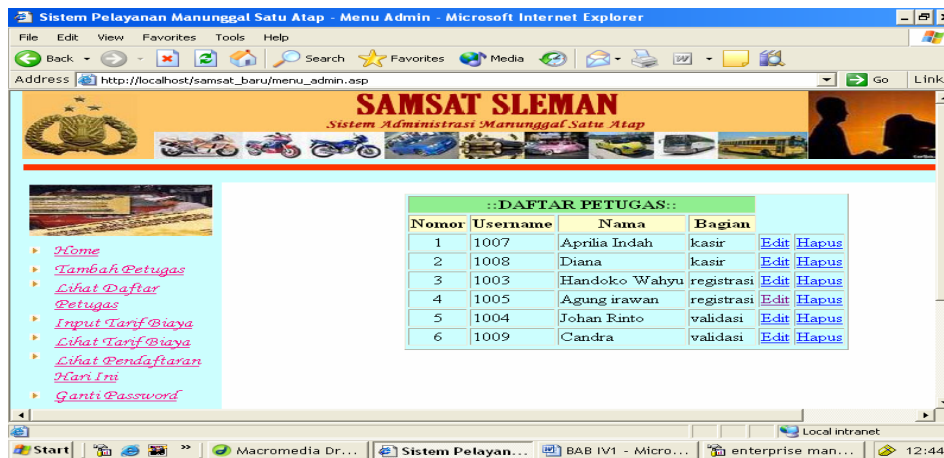 Sistem Pelayanan Manunggal Satu Atap - Menu Admin - Microsoft Internet Explorer
File Edit View Favorites Tools Help
Back Search Favorites Media
Address http://localhost/samsat_baru/menu_admin.asp Go Link
SAMSAT SLEMAN
Sistem Administrasi Manunggal Satu Atap
Home
Tambah Petugas
Lihat Daftar
Petugas
Input Tarif Biaya
Lihat Tarif Biaya
Lihat Pendaftaran
Hari Ini
Ganti Password
::DAFTAR PETUGAS::
Nomor Username Nama Bagian
1 1007 Aprilia Indah kasir Edit Hapus
2 1008 Diana kasir Edit Hapus
3 1003 Handoko Wahyu registrasi Edit Hapus
4 1005 Agung irawan registrasi Edit Hapus
5 1004 Johan Rinto validasi Edit Hapus
6 1009 Candra validasi Edit Hapus
Local intranet
Start » Macromedia Dr... Sistem Pelayan... BAB IV1 - Micro... enterprise man... 12:44